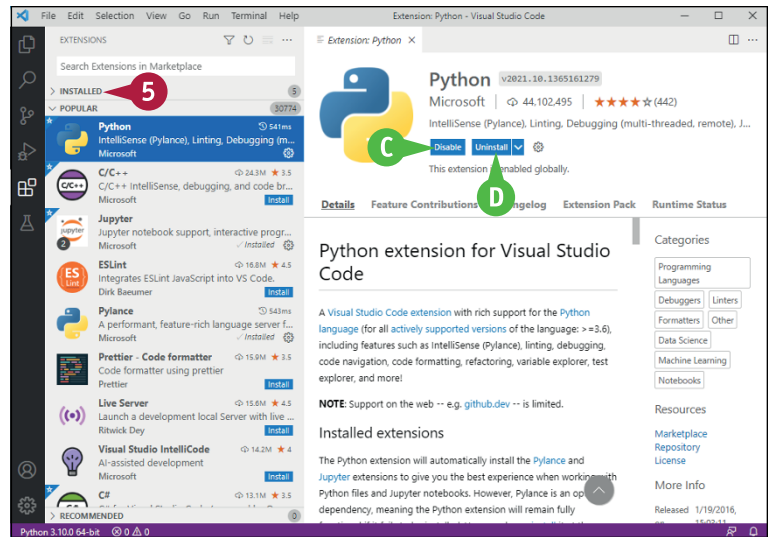 File Edit Selection View Go Run Terminal Help
Extension: Python - Visual Studio Code
EXTENSIONS
Search Extensions in Marketplace
INSTALLED 5
5
POPULAR 30774
Python 541ms
IntelliSense (Pylance), Linting, Debugging (m...
Microsoft
C/C++ 24.3M ★ 3.5
C/C++ IntelliSense, debugging, and code br...
Microsoft Install
Jupyter
Jupyter notebook support, interactive progr...
2 Microsoft ✓ Installed
ESLint 16.8M ★ 4.5
Integrates ESLint JavaScript into VS Code.
Dirk Baeumer Install
Pylance 543ms
A performant, feature-rich language server f...
Microsoft ✓ Installed
Prettier - Code formatter 15.9M ★ 3.5
Code formatter using prettier
Prettier Install
Live Server 15.6M ★ 4.5
Launch a development local Server with live ...
Ritwick Dey Install
Visual Studio IntelliCode 14.2M ★ 4
AI-assisted development
Microsoft Install
C# 13.1M ★ 3.5
RECOMMENDED 0
C/C++
jupyter
ES
Lint
Extension: Python ×
Python v2021.10.1365161279
Microsoft | 44.102.495 | ★★★★☆(442)
IntelliSense (Pylance), Linting, Debugging (multi-threaded, remote), J...
C
Disable Uninstall
D
This extension enabled globally.
Details Feature Contributions Extension Pack Runtime Status
Python extension for Visual Studio
Code
A Visual Studio Code extension with rich support for the Python
language (for all actively supported versions of the language: >=3.6),
including features such as IntelliSense (Pylance), linting, debugging,
code navigation, code formatting, refactoring, variable explorer, test
explorer, and more!
NOTE: Support on the web -- e.g. github.dev -- is limited.
Installed extensions
The Python extension will automatically install the Pylance and
Jupyter extensions to give you the best experience when working with
Python files and Jupyter notebooks. However, Pylance is an
dependency, meaning the Python extension will remain fully
Categories
Programming
Languages
Debuggers Linters
Formatters Other
Data Science
Machine Learning
Notebooks
Resources
Marketplace
Repository
License
More Info
Released 1/19/2016,
Python 3.10.0 64-bit 0 0